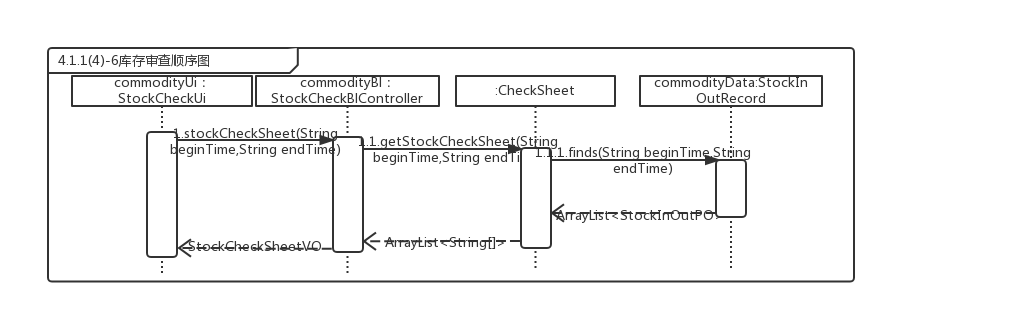 4.1.1(4)-6库存审查顺序图
commodityUi：
StockCheckUi
commodityBl：
StockCheckBlController
:CheckSheet
commodityData:StockIn
OutRecord
1.stockCheckSheet(String
beginTime,String endTime)
1.1.getStockCheckSheet(String
beginTime,String endTi
1.1.1.finds(String beginTime,String
endTime)
ArrayList<StockInOutPO>
ArrayList<String[]>
StockCheckSheetVO